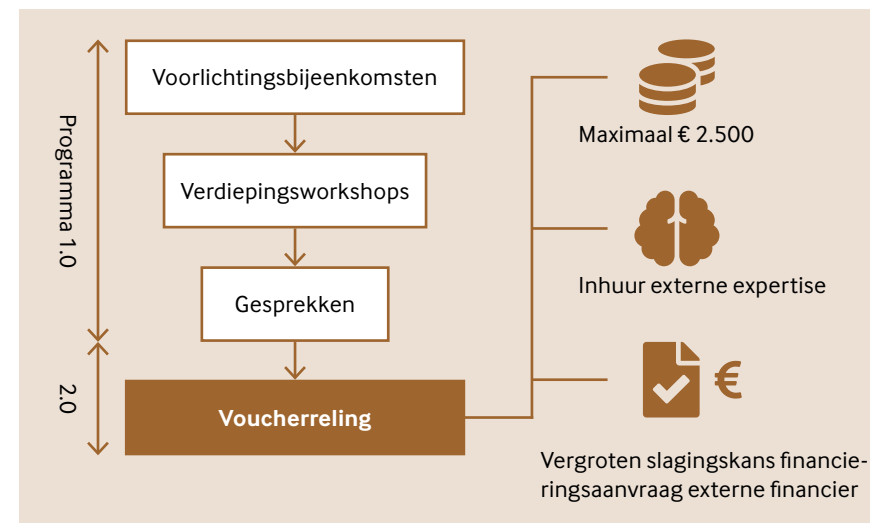 Programma 1.0
2.0
Voorlichtingsbijeenkomsten
Verdiepingsworkshops
Gesprekken
Voucherreling
Maximaal € 2.500
Inhuur externe expertise
€
Vergroten slagingskans financie-
ringsaanvraag externe financier